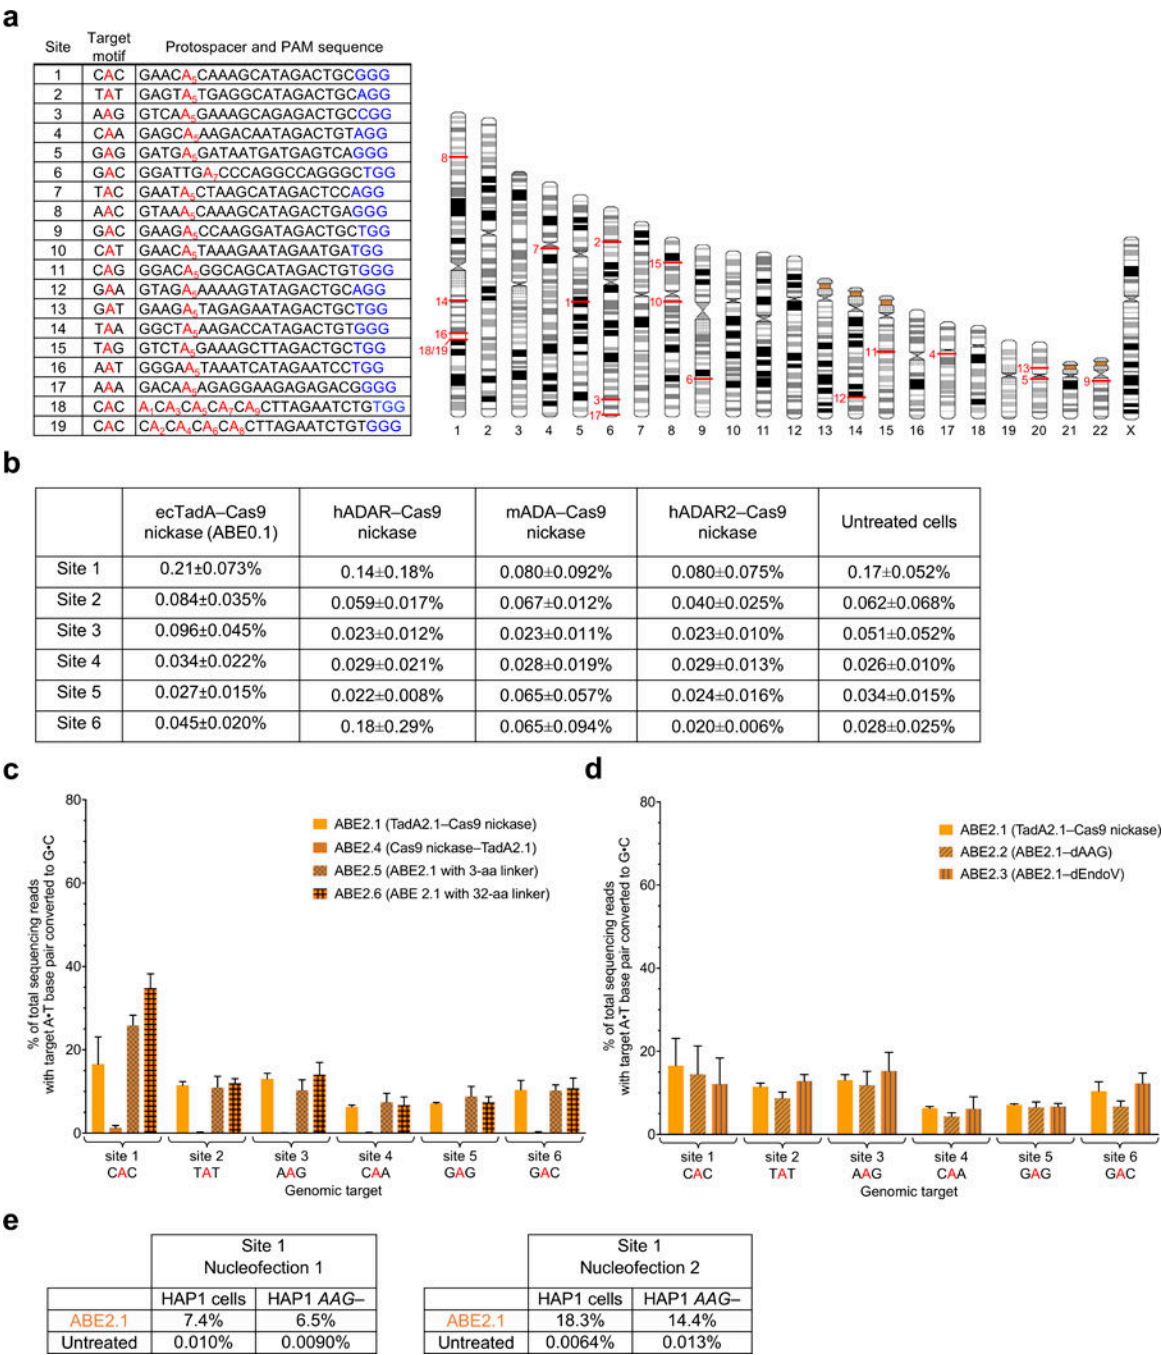 a
Site Target motif Protospacer and PAM sequence
1 CAC GAACA5CAAAGCATAGACTGCGGG
2 TAT GAGTA5TGAGGCATAGACTGCAGG
3 AAG GTCAA5GAAAGCAGAGACTGCCGG
4 CAA GAGCA5AAGACAATAGACTGTAGG
5 GAG GATGA5GATAATGATGAGTCAGGG
6 GAC GGATTGA7CCCAGGCCAGGGCTGG
7 TAC GAATA5CTAAGCATAGACTCCAGG
8 AAC GTAAA5CAAAGCATAGACTGAGGG
9 GAC GAAGA5CCAAGGATAGACTGCTGG
10 CAT GAACA5TAAAGAATAGAATGATGG
11 CAG GGACA5GGCAGCATAGACTGTGGG
12 GAA GTAGA5AAAAGTATAGACTGCAGG
13 GAT GAAGA5TAGAGAATAGACTGCTGG
14 TAA GGCTA5AAGACCATAGACTGTGGG
15 TAG GTCTA5GAAAGCTTAGACTGCTGG
16 AAT GGGAA5TAAATCATAGAATCCTGG
17 AAA GACAA5AGAGGAAGAGAGACGGGG
18 CAC A1CA3CA5CA7CA9CTTAGAATCTGTGG
19 CAC CA2CA4CA6CA8CTTAGAATCTGTGGG
8
14
16
18/19
7
1
2
3
17
15
10
6
12
11
4
13
5
9
1 2 3 4 5 6 7 8 9 10 11 12 13 14 15 16 17 18 19 20 21 22 X
b
ecTadA–Cas9 nickase (ABE0.1) hADAR–Cas9 nickase mADA–Cas9 nickase hADAR2–Cas9 nickase Untreated cells
Site 1 0.21±0.073% 0.14±0.18% 0.080±0.092% 0.080±0.075% 0.17±0.052%
Site 2 0.084±0.035% 0.059±0.017% 0.067±0.012% 0.040±0.025% 0.062±0.068%
Site 3 0.096±0.045% 0.023±0.012% 0.023±0.011% 0.023±0.010% 0.051±0.052%
Site 4 0.034±0.022% 0.029±0.021% 0.028±0.019% 0.029±0.013% 0.026±0.010%
Site 5 0.027±0.015% 0.022±0.008% 0.065±0.057% 0.024±0.016% 0.034±0.015%
Site 6 0.045±0.020% 0.18±0.29% 0.065±0.094% 0.020±0.006% 0.028±0.025%
c
% of total sequencing reads
with target A•T base pair converted to G•C
80
60
40
20
0
ABE2.1 (TadA2.1–Cas9 nickase)
ABE2.4 (Cas9 nickase–TadA2.1)
ABE2.5 (ABE2.1 with 3-aa linker)
ABE2.6 (ABE 2.1 with 32-aa linker)
site 1 site 2 site 3 site 4 site 5 site 6
CAC TAT AAG CAA GAG GAC
Genomic target
d
% of total sequencing reads
with target A•T base pair converted to G•C
80
60
40
20
0
ABE2.1 (TadA2.1–Cas9 nickase)
ABE2.2 (ABE2.1–dAAG)
ABE2.3 (ABE2.1–dEndoV)
site 1 site 2 site 3 site 4 site 5 site 6
CAC TAT AAG CAA GAG GAC
Genomic target
e
Site 1
Nucleofection 1
HAP1 cells HAP1 AAG–
ABE2.1 7.4% 6.5%
Untreated 0.010% 0.0090%
Site 1
Nucleofection 2
HAP1 cells HAP1 AAG–
ABE2.1 18.3% 14.4%
Untreated 0.0064% 0.013%